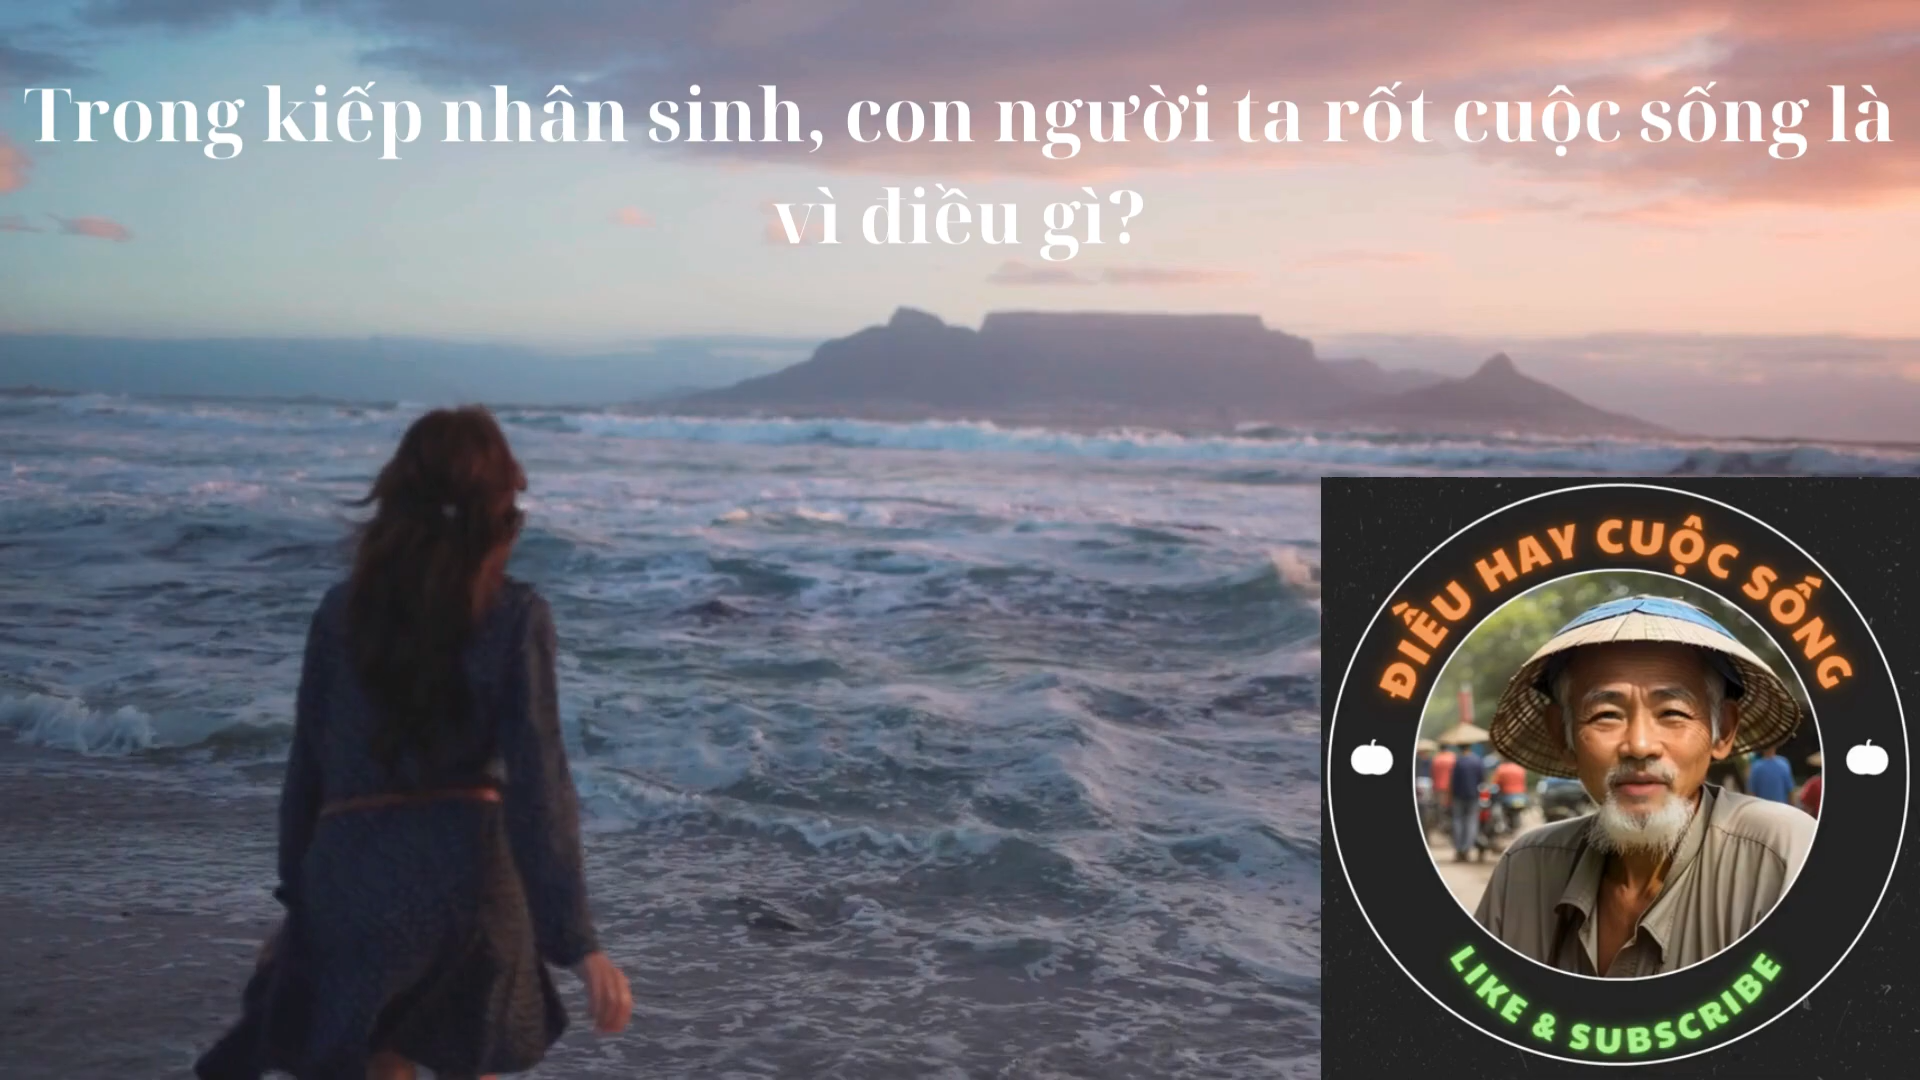 Trong kiếp nhân sinh, con người ta rốt cuộc sống là
vì điều gì?
ĐIỀU HAY CUỘC SỐNG
LIKE & SUBSCRIBE